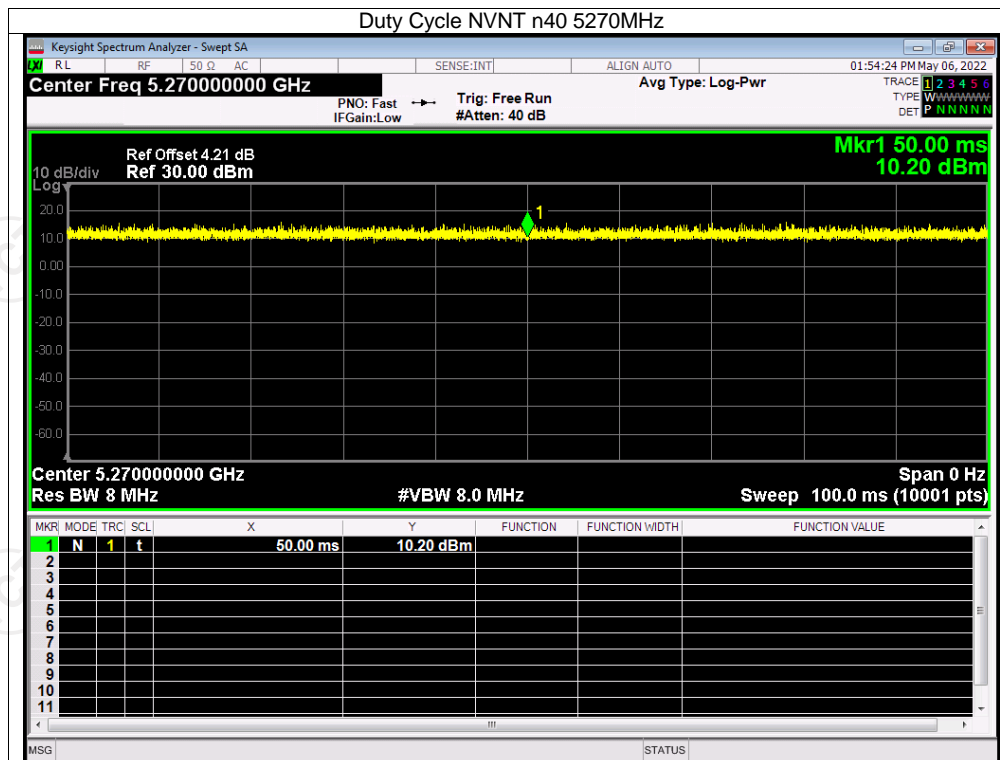 Duty Cycle NVNT n40 5270MHz
Keysight Spectrum Analyzer - Swept SA
LXI RL RF 50 Ω AC SENSE:INT ALIGN AUTO 01:54:24 PM May 06, 2022
Center Freq 5.270000000 GHz Avg Type: Log-Pwr TRACE 1 2 3 4 5 6
PNO: Fast Trig: Free Run TYPE WWWWWW
IFGain:Low #Atten: 40 dB DET P N N N N N
Mkr1 50.00 ms
Ref Offset 4.21 dB
10 dB/div Ref 30.00 dBm 10.20 dBm
Log
20.0
1
10.0
0.00
-10.0
-20.0
-30.0
-40.0
-50.0
-60.0
Center 5.270000000 GHz Span 0 Hz
Res BW 8 MHz #VBW 8.0 MHz Sweep 100.0 ms (10001 pts)
MKR MODE TRC SCL X Y FUNCTION FUNCTION WIDTH FUNCTION VALUE
1 N 1 t 50.00 ms 10.20 dBm
2
3
4
5
6
7
8
9
10
11
MSG STATUS